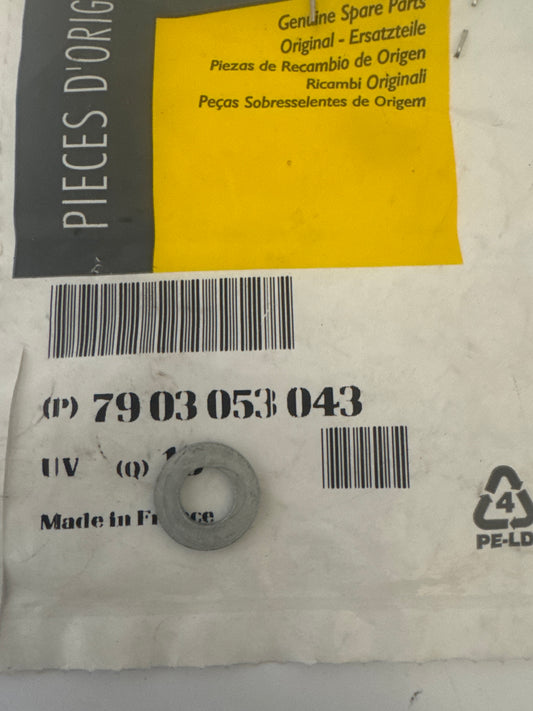 PIECES D'ORIG
Genuine Spare Parts
Original - Ersatzteile
Piezas de Recambio de Origen
Ricambi Originali
Peças Sobresselentes de Origem
(P) 79 03 053 043
UV (Q)
Made in Fr ce
4
PE-LD